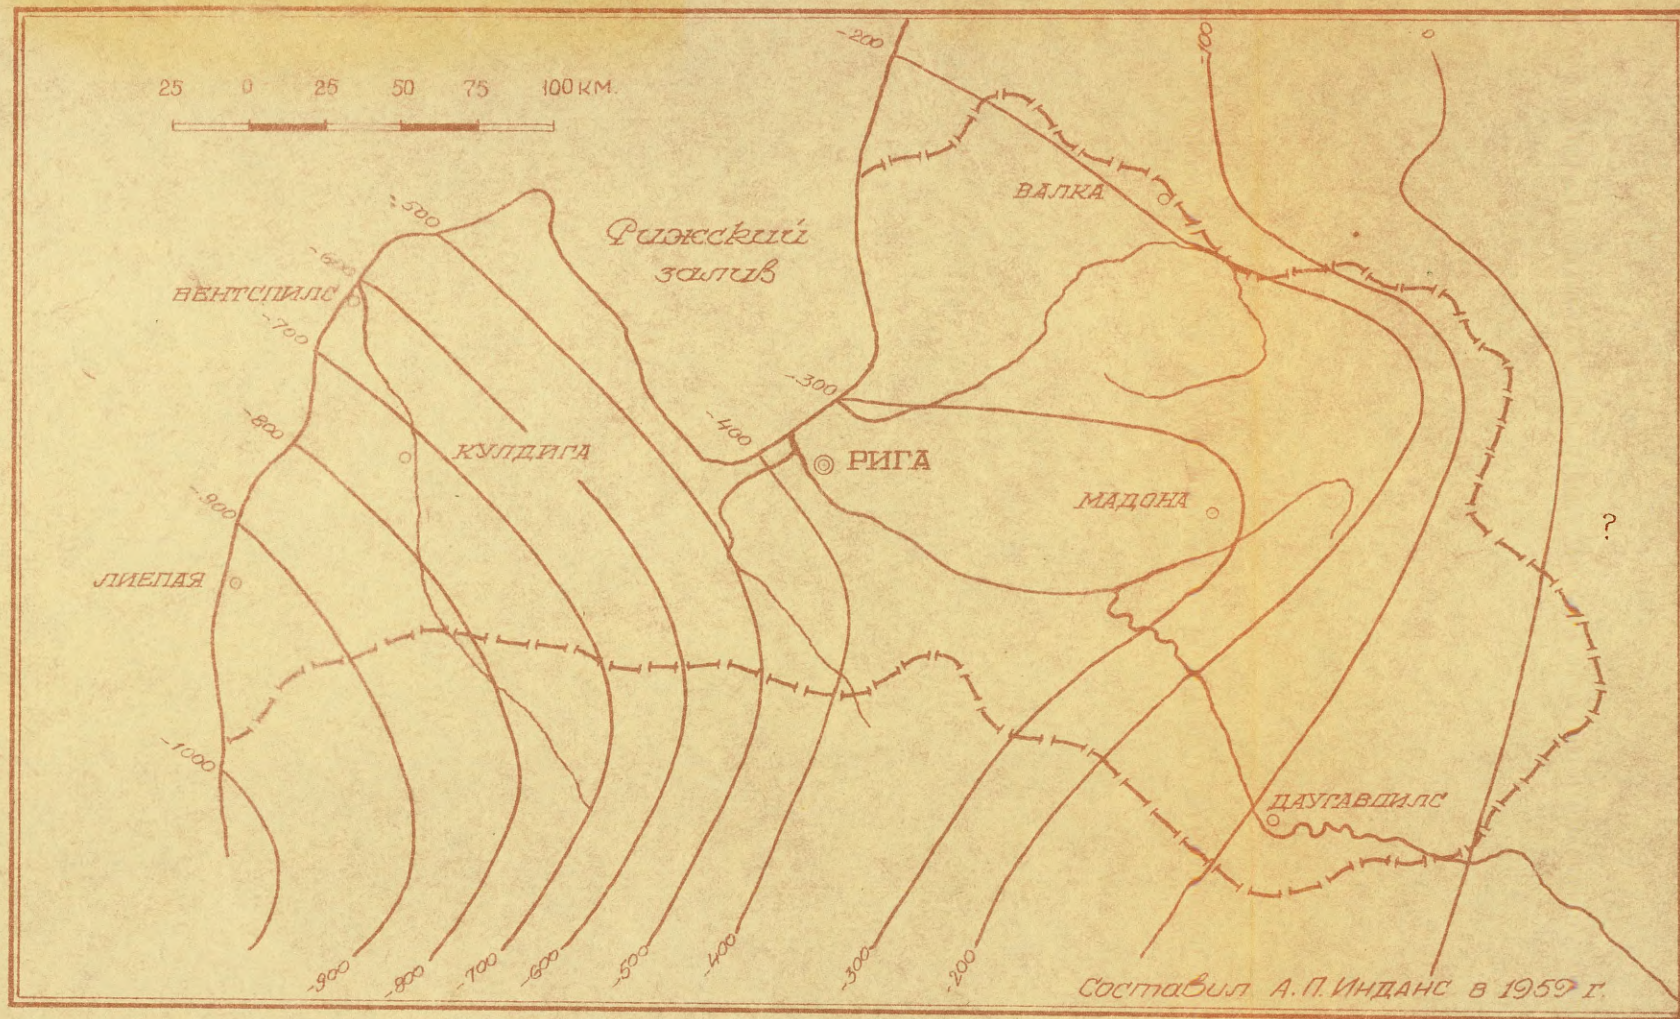 -200
-100
0
25 0 25 50 75 100 КМ.
ВАЛКА
-500
Рижский
залив
-600
ВЕНТСПИЛС
-700
-300
-800
-400
КУЛДИГА
РИГА
МАДОНА
-900
?
ЛИЕПАЯ
-1000
ДАУГАВПИЛС
-900
-800
-700
-600
-500
-400
-300
-200
Составил А.П.ИНДАНС в 1959 г.